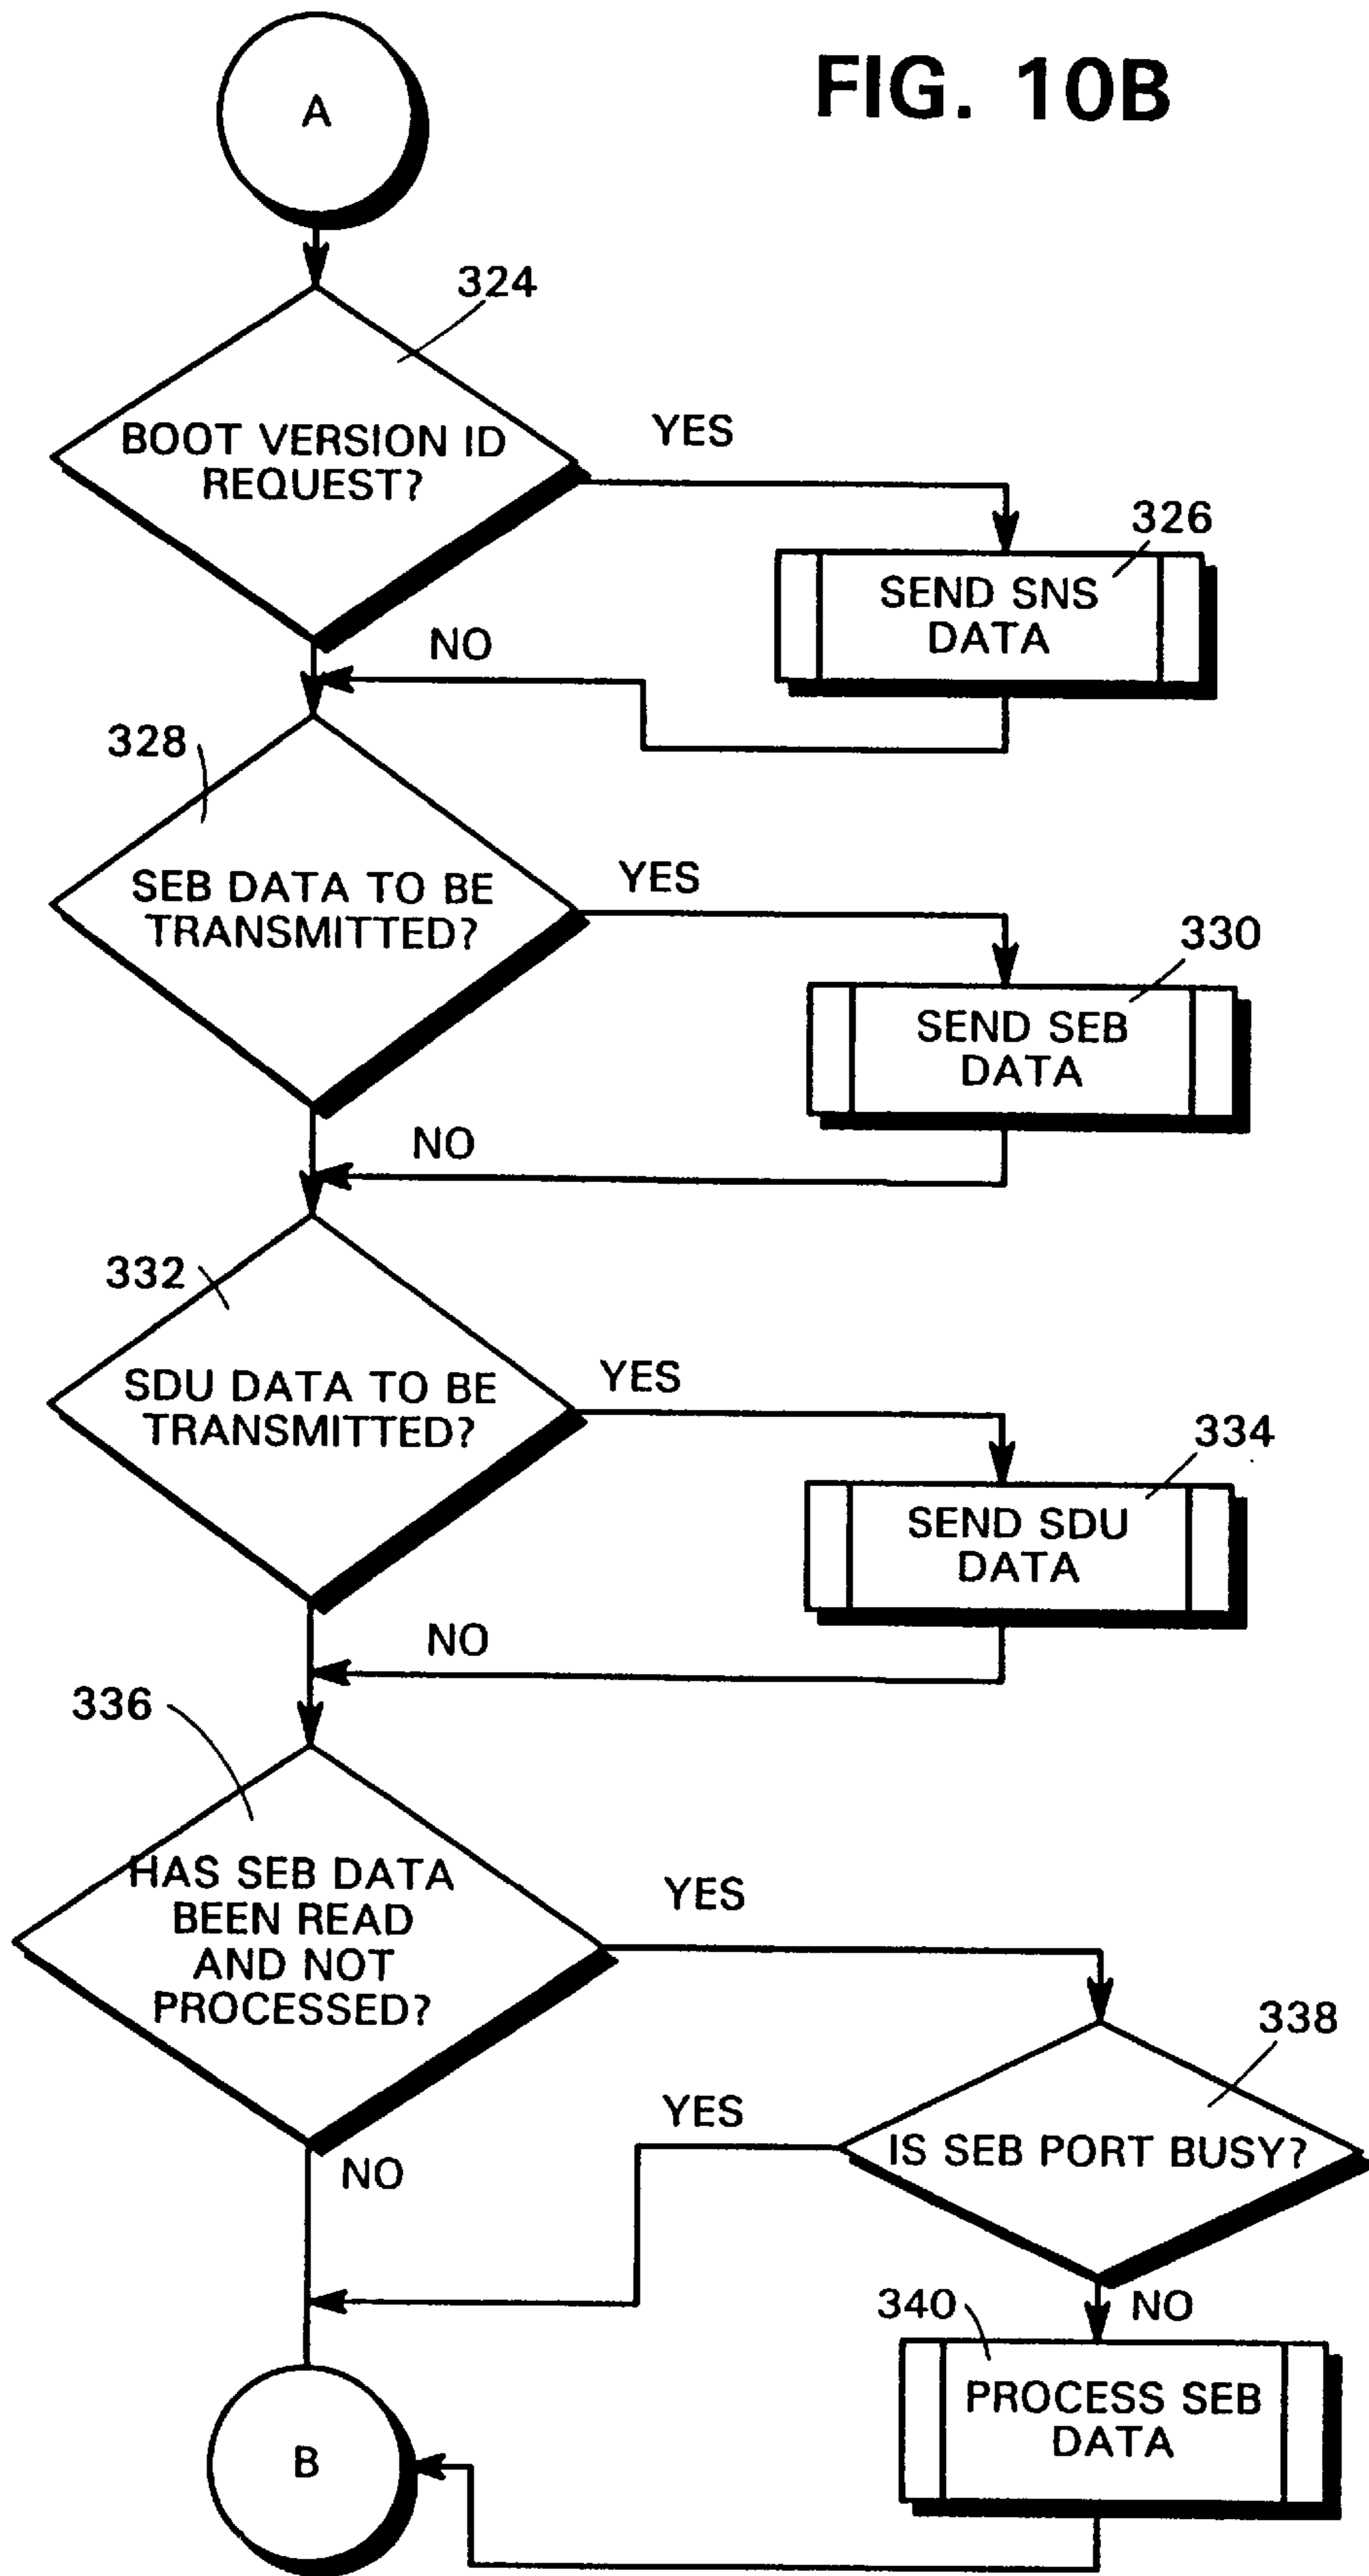 FIG. 10B
A
324
BOOT VERSION ID
REQUEST?
YES
326
SEND SNS
DATA
NO
328
SEB DATA TO BE
TRANSMITTED?
YES
330
SEND SEB
DATA
NO
332
SDU DATA TO BE
TRANSMITTED?
YES
334
SEND SDU
DATA
NO
336
HAS SEB DATA
BEEN READ
AND NOT
PROCESSED?
YES
338
IS SEB PORT BUSY?
YES
NO
NO
340
PROCESS SEB
DATA
B